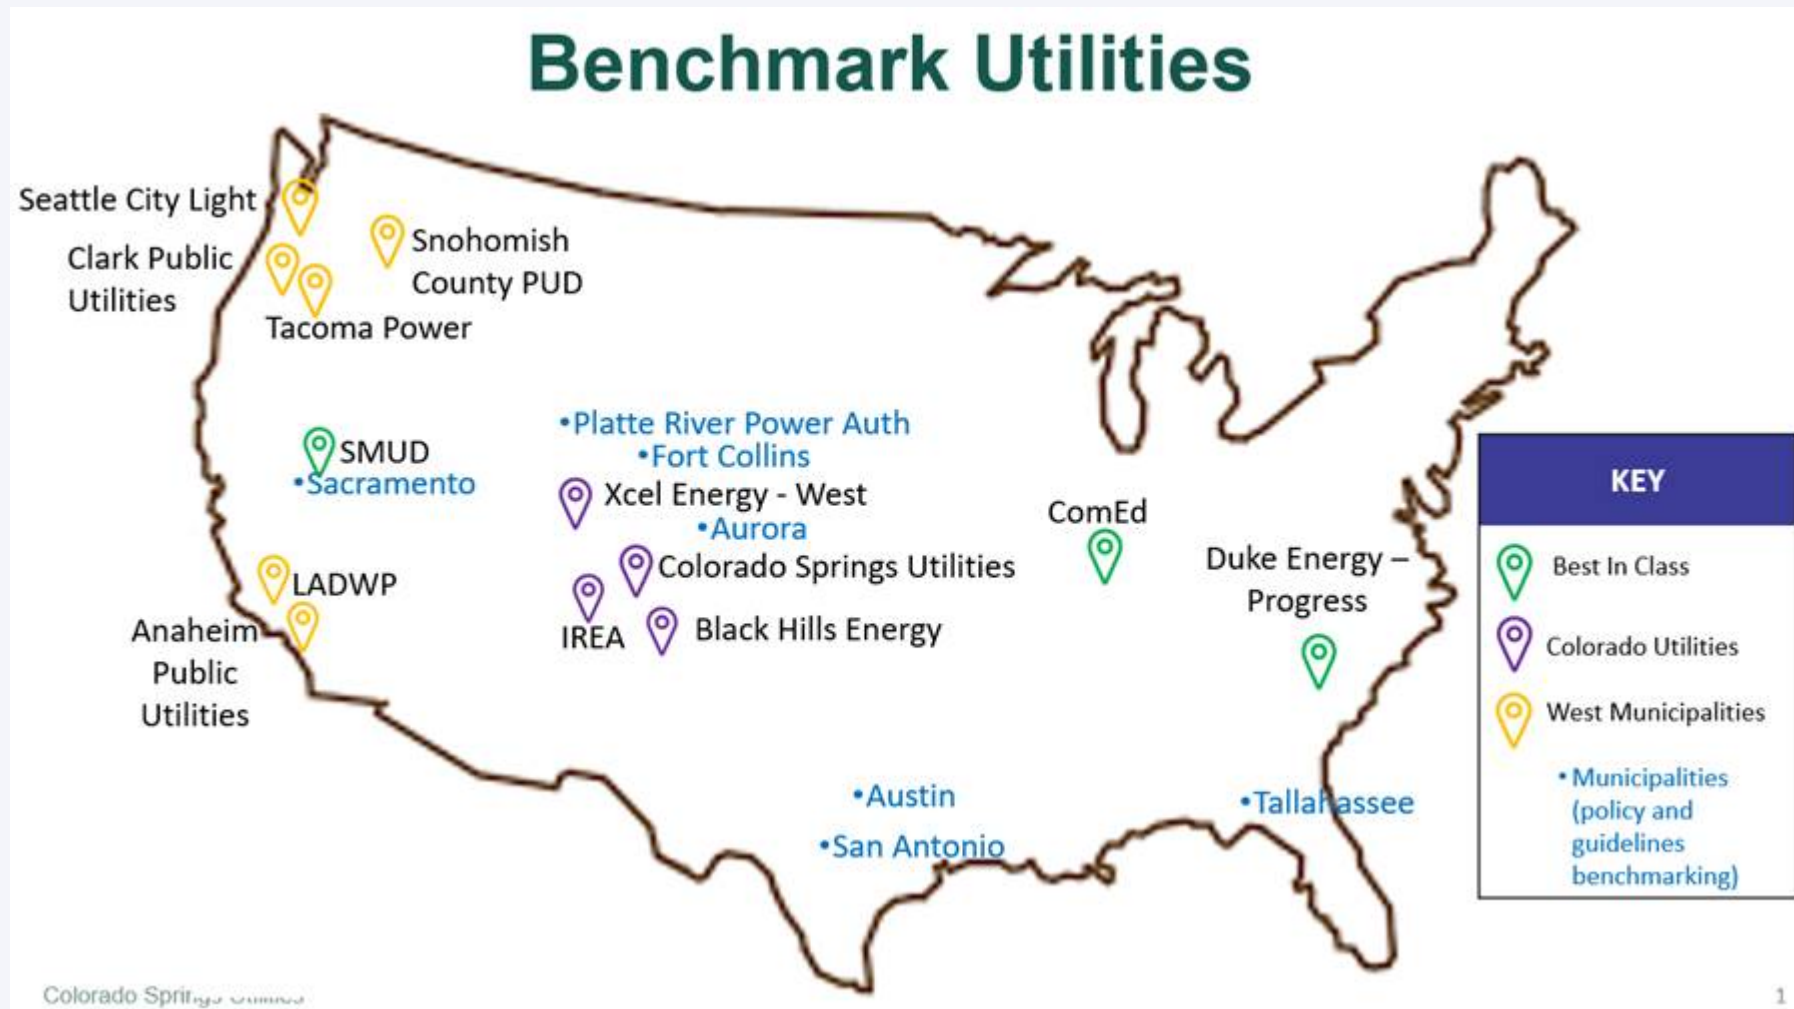 Benchmark Utilities
Seattle City Light
Clark Public
Utilities
Snohomish
County PUD
Tacoma Power
SMUD
•Sacramento
•Platte River Power Auth
•Fort Collins
Xcel Energy - West
•Aurora
Colorado Springs Utilities
IREA
Black Hills Energy
LADWP
Anaheim
Public
Utilities
ComEd
Duke Energy –
Progress
•Austin
•San Antonio
•Tallahassee
KEY
Best In Class
Colorado Utilities
West Municipalities
• Municipalities
(policy and
guidelines
benchmarking)
Colorado
1